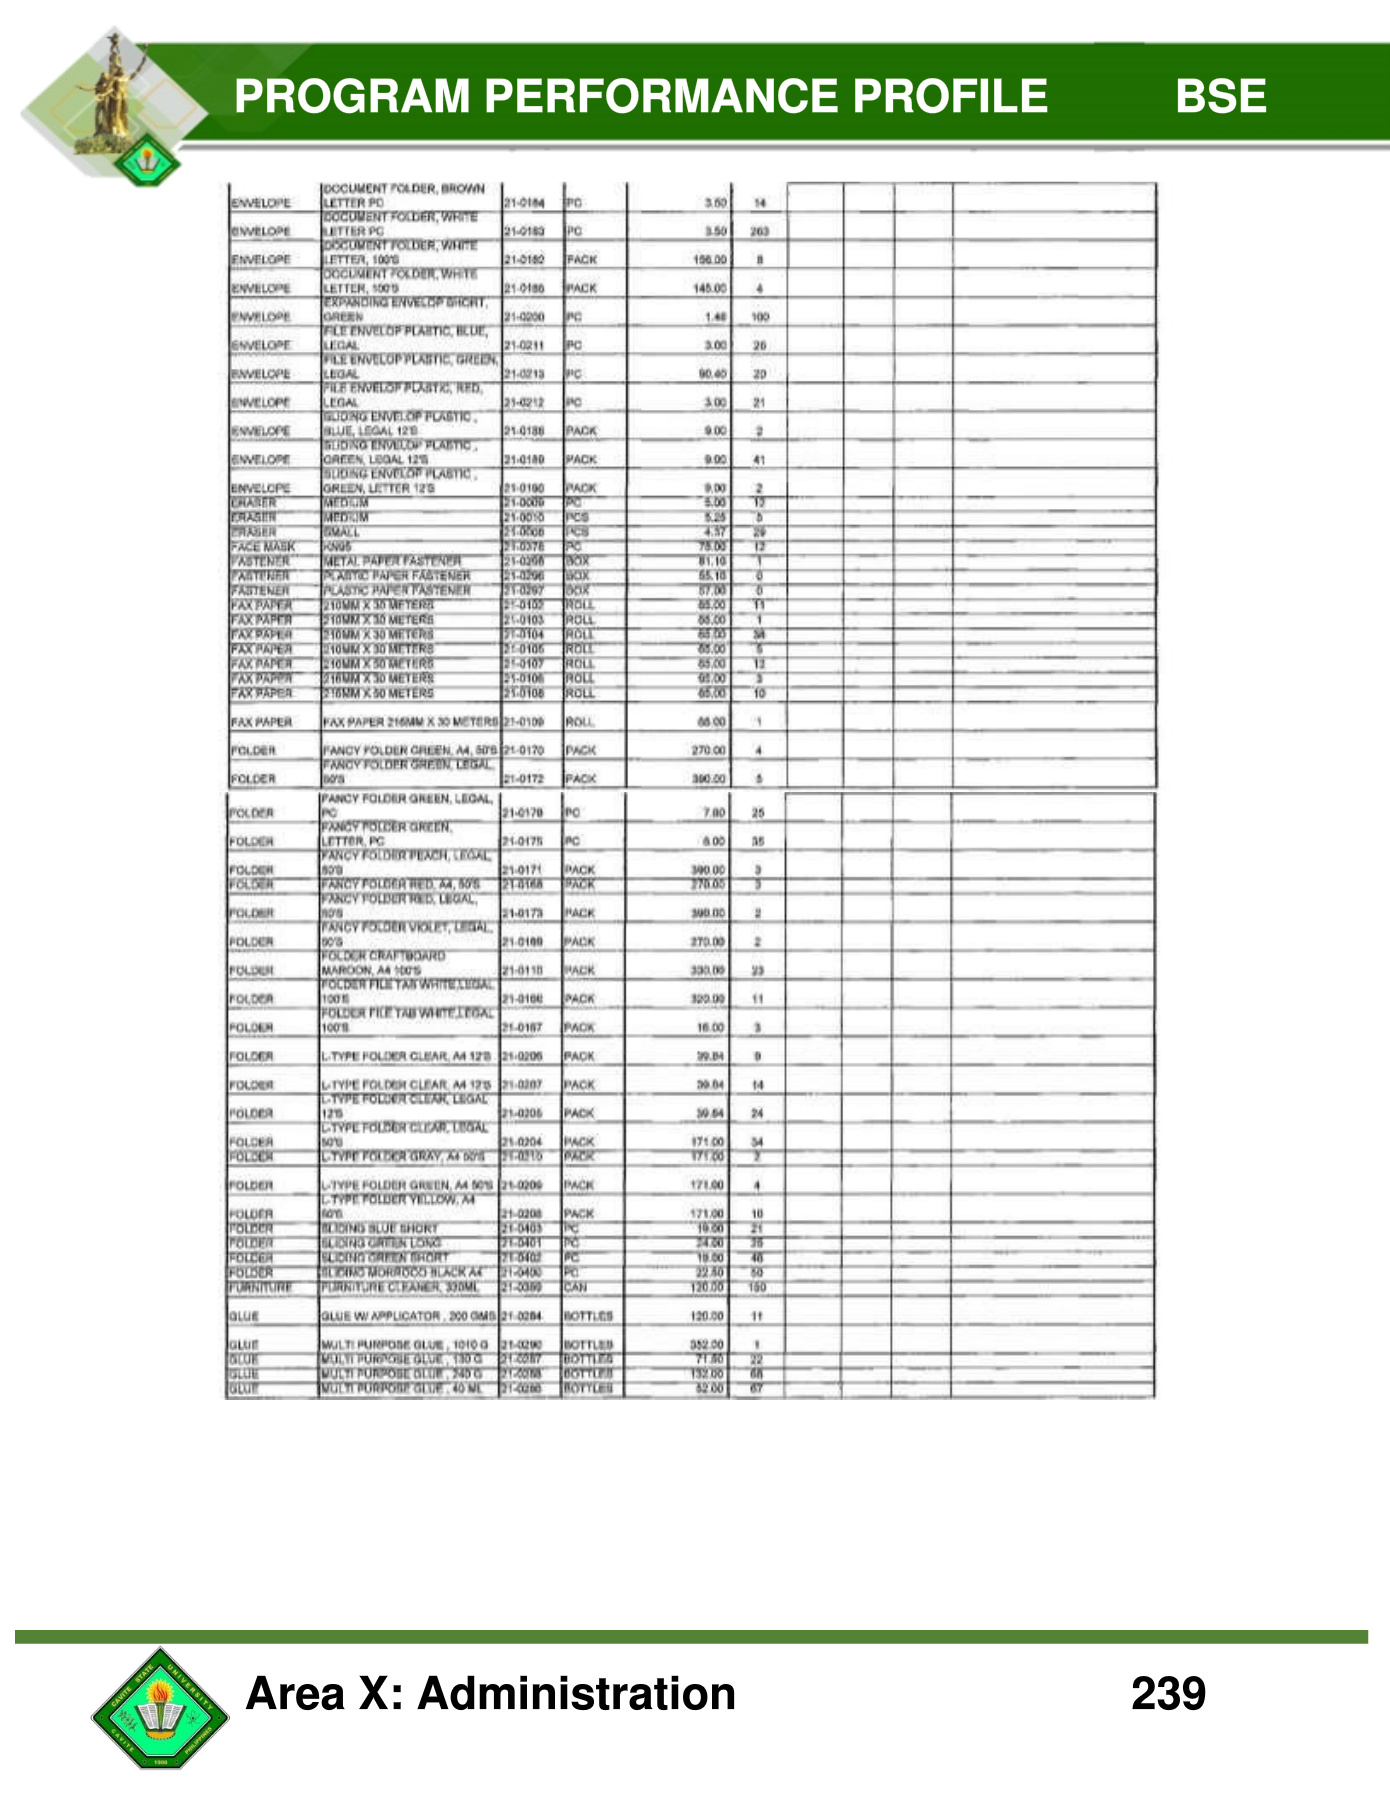 PROGRAM PERFORMANCE PROFILE BSE
DOCUMENT FOLDER, BROWN
ENVELOPE LETTER PC 21-0184 PC 3.50 14
DOCUMENT FOLDER, WHITE
ENVELOPE LETTER PC 21-0183 PC 3.50 263
DOCUMENT FOLDER, WHITE
ENVELOPE LETTER, 100'S 21-0182 PACK 156.00 8
DOCUMENT FOLDER, WHITE
ENVELOPE LETTER, 100'S 21-0186 PACK 145.00 4
EXPANDING ENVELOP SHORT,
ENVELOPE GREEN 21-0200 PC 1.48 100
FILE ENVELOP PLASTIC, BLUE,
ENVELOPE LEGAL 21-0211 PC 3.00 26
FILE ENVELOP PLASTIC, GREEN,
ENVELOPE LEGAL 21-0213 PC 90.40 20
FILE ENVELOP PLASTIC, RED,
ENVELOPE LEGAL 21-0212 PC 3.00 21
SLIDING ENVELOP PLASTIC ,
ENVELOPE BLUE, LEGAL 12'S 21-0188 PACK 9.00 2
SLIDING ENVELOP PLASTIC ,
ENVELOPE GREEN, LEGAL 12'S 21-0189 PACK 9.00 41
SLIDING ENVELOP PLASTIC ,
ENVELOPE GREEN, LETTER 12'S 21-0190 PACK 9.00 2
ERASER MEDIUM 21-0009 PC 5.00 12
ERASER MEDIUM 21-0010 PCS 5.25 5
ERASER SMALL 21-0008 PCS 4.37 29
FACE MASK KN95 21-0376 PC 75.00 12
FASTENER METAL PAPER FASTENER BOX 81.10 1
FASTENER PLASTIC PAPER FASTENER 21-0296 BOX 55.10 0
FASTENER PLASTIC PAPER FASTENER 21-0297 BOX 57.00 0
FAX PAPER 210MM X 30 METERS 21-0102 ROLL 65.00 11
FAX PAPER 210MM X 30 METERS 21-0103 ROLL 65.00 1
FAX PAPER 210MM X 30 METERS 21-0104 ROLL 65.00
FAX PAPER 210MM X 30 METERS 21-0105 ROLL 65.00
FAX PAPER 210MM X 50 METERS 21-0107 ROLL 65.00 12
FAX PAPER 216MM X 30 METERS 21-0106 ROLL 3
FAX PAPER 216MM X 50 METERS 21-0108 ROLL 65.00 10
FAX PAPER FAX PAPER 216MM X 30 METERS 21-0109 ROLL 1
FOLDER FANCY FOLDER GREEN, A4, 50'S 21-0170 PACK 270.00 4
FANCY FOLDER GREEN, LEGAL,
FOLDER 50'S 21-0172 PACK 390.00 5
FANCY FOLDER GREEN, LEGAL,
FOLDER PC PC 7.80 25
FANCY FOLDER GREEN,
FOLDER LETTER, PC 21-0175 PC 6.00 35
FANCY FOLDER PEACH, LEGAL,
FOLDER 50'S 21-0171 PACK 390.00 3
FOLDER FANCY FOLDER RED, A4, 50'S 21-0168 PACK 270.00 3
FANCY FOLDER RED, LEGAL,
FOLDER 50'S 21-0173 PACK 390.00 2
FANCY FOLDER VIOLET, LEGAL,
FOLDER 50'S 21-0169 PACK 270.00 2
FOLDER CRAFTBOARD
FOLDER MAROON, A4 100'S 21-0110 PACK 330.00 23
FOLDER FILE TAB WHITE,LEGAL
FOLDER 100'S 21-0166 PACK 320.00 11
FOLDER FILE TAB WHITE,LEGAL
FOLDER 100'S 21-0167 PACK 16.00 3
FOLDER L-TYPE FOLDER CLEAR, A4 12'S 21-0206 PACK 39.84
FOLDER L-TYPE FOLDER CLEAR, A4 12'S 21-0207 PACK 39.84 14
L-TYPE FOLDER CLEAR, LEGAL
FOLDER 12'S 21-0205 PACK 39.84 24
L-TYPE FOLDER CLEAR, LEGAL
FOLDER 50'S 21-0204 PACK 171.00 34
FOLDER L-TYPE FOLDER GRAY, A4 50'S 21-0210 PACK 171.00 2
FOLDER L-TYPE FOLDER GREEN, A4 50'S 21-0209 PACK 171.00 4
L-TYPE FOLDER YELLOW, A4
FOLDER 50'S 21-0208 PACK 171.00 10
FOLDER SLIDING BLUE SHORT 21-0403 PC 19.00 21
FOLDER SLIDING GREEN LONG 21-0401 PC 24.00
FOLDER SLIDING GREEN SHORT 21-0402 PC 19.00
FOLDER SLIDING MORROCO BLACK A4 21-0400 PC 22.50 50
FURNITURE FURNITURE CLEANER, 330ML CAN 120.00
GLUE GLUE W/ APPLICATOR , 200 GMS 21-0284 BOTTLES 120.00 11
GLUE MULTI PURPOSE GLUE , 1010 G 21-0290 BOTTLES 352.00 1
GLUE MULTI PURPOSE GLUE , 130 G 21-0287 BOTTLES 22
GLUE MULTI PURPOSE GLUE , 240 G 21-0288 BOTTLES 132.00
GLUE MULTI PURPOSE GLUE , 40 ML BOTTLES 52.00 67
CAVITE STATE UNIVERSITY
CAVITE PHILIPPINES
1906
Area X: Administration 239